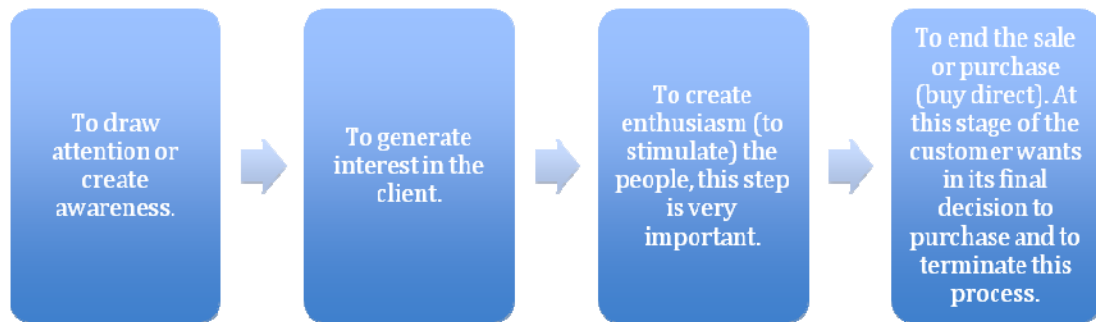 To draw
attention or
create
awareness.
To generate
interest in the
client.
To create
enthusiasm (to
stimulate) the
people, this step
is very
important.
To end the sale
or purchase
(buy direct). At
this stage of the
customer wants
in its final
decision to
purchase and to
terminate this
process.